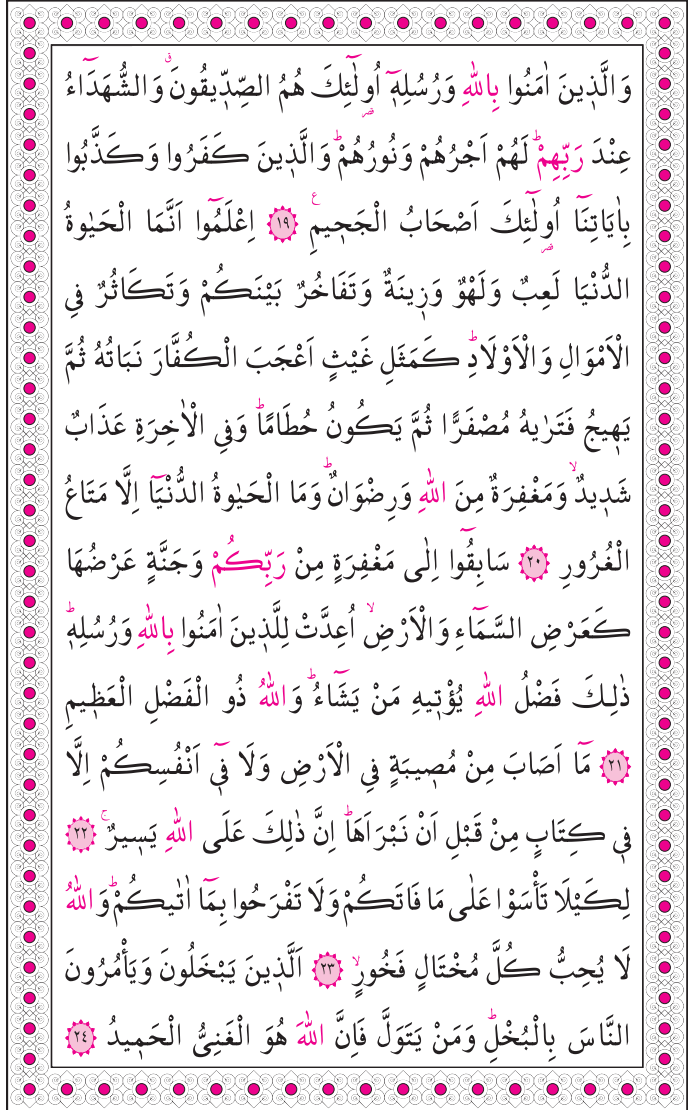 وَالَّذ۪ينَ اٰمَنُوا بِاللّٰهِ وَرُسُلِه۪ٓ اُو۬لٰٓئِكَ هُمُ الصِّدّ۪يقُونَۗ وَالشُّهَدَٓاءُ
عِنْدَ رَبِّهِمْۜ لَهُمْ اَجْرُهُمْ وَنُورُهُمْۜ وَالَّذ۪ينَ كَفَرُوا وَكَذَّبُوا
بِاٰيَاتِنَٓا اُو۬لٰٓئِكَ اَصْحَابُ الْجَح۪يمِ۟ ﴿١٩﴾ اِعْلَمُٓوا اَنَّمَا الْحَيٰوةُ
الدُّنْيَا لَعِبٌ وَلَهْوٌ وَز۪ينَةٌ وَتَفَاخُرٌ بَيْنَكُمْ وَتَكَاثُرٌ فِي
الْاَمْوَالِ وَالْاَوْلَادِۜ كَمَثَلِ غَيْثٍ اَعْجَبَ الْكُفَّارَ نَبَاتُهُ ثُمَّ
يَه۪يجُ فَتَرٰيهُ مُصْفَرًّا ثُمَّ يَكُونُ حُطَامًاۜ وَفِي الْاٰخِرَةِ عَذَابٌ
شَد۪يدٌۙ وَمَغْفِرَةٌ مِنَ اللّٰهِ وَرِضْوَانٌۜ وَمَا الْحَيٰوةُ الدُّنْيَٓا اِلَّا مَتَاعُ
الْغُرُورِ ﴿٢٠﴾ سَابِقُٓوا اِلٰى مَغْفِرَةٍ مِنْ رَبِّكُمْ وَجَنَّةٍ عَرْضُهَا
كَعَرْضِ السَّمَٓاءِ وَالْاَرْضِۙ اُعِدَّتْ لِلَّذ۪ينَ اٰمَنُوا بِاللّٰهِ وَرُسُلِه۪ۜ
ذٰلِكَ فَضْلُ اللّٰهِ يُؤْت۪يهِ مَنْ يَشَٓاءُۜ وَاللّٰهُ ذُو الْفَضْلِ الْعَظ۪يمِ
﴿٢١﴾ مَٓا اَصَابَ مِنْ مُص۪يبَةٍ فِي الْاَرْضِ وَلَا ف۪ٓي اَنْفُسِكُمْ اِلَّا
ف۪ي كِتَابٍ مِنْ قَبْلِ اَنْ نَبْرَاَهَاۜ اِنَّ ذٰلِكَ عَلَى اللّٰهِ يَس۪يرٌۚ ﴿٢٢﴾
لِكَيْلَا تَأْسَوْا عَلٰى مَا فَاتَكُمْ وَلَا تَفْرَحُوا بِمَٓا اٰتٰيكُمْۜ وَاللّٰهُ
لَا يُحِبُّ كُلَّ مُخْتَالٍ فَخُورٍۙ ﴿٢٣﴾ اَلَّذ۪ينَ يَبْخَلُونَ وَيَأْمُرُونَ
النَّاسَ بِالْبُخْلِۜ وَمَنْ يَتَوَلَّ فَاِنَّ اللّٰهَ هُوَ الْغَنِيُّ الْحَم۪يدُ ﴿٢٤﴾